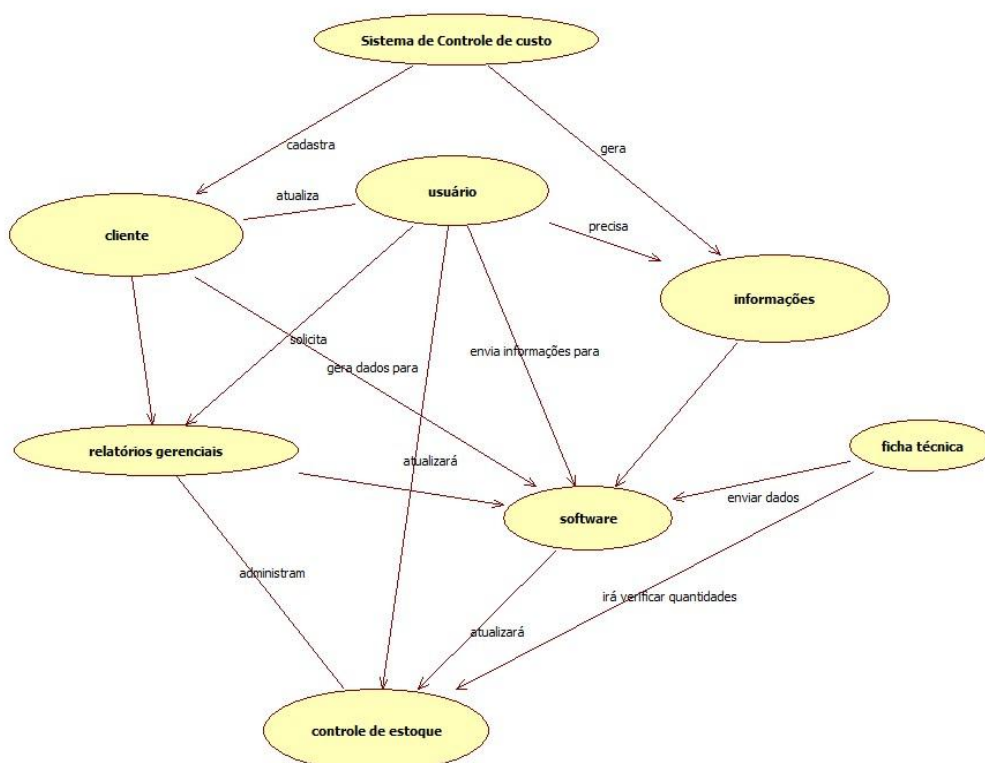 Sistema de Controle de custo
cadastra
gera
usuário
atualiza
precisa
cliente
informações
solicita
envia informações para
gera dados para
relatórios gerenciais
ficha técnica
atualizará
enviar dados
software
administram
irá verificar quantidades
atualizará
controle de estoque